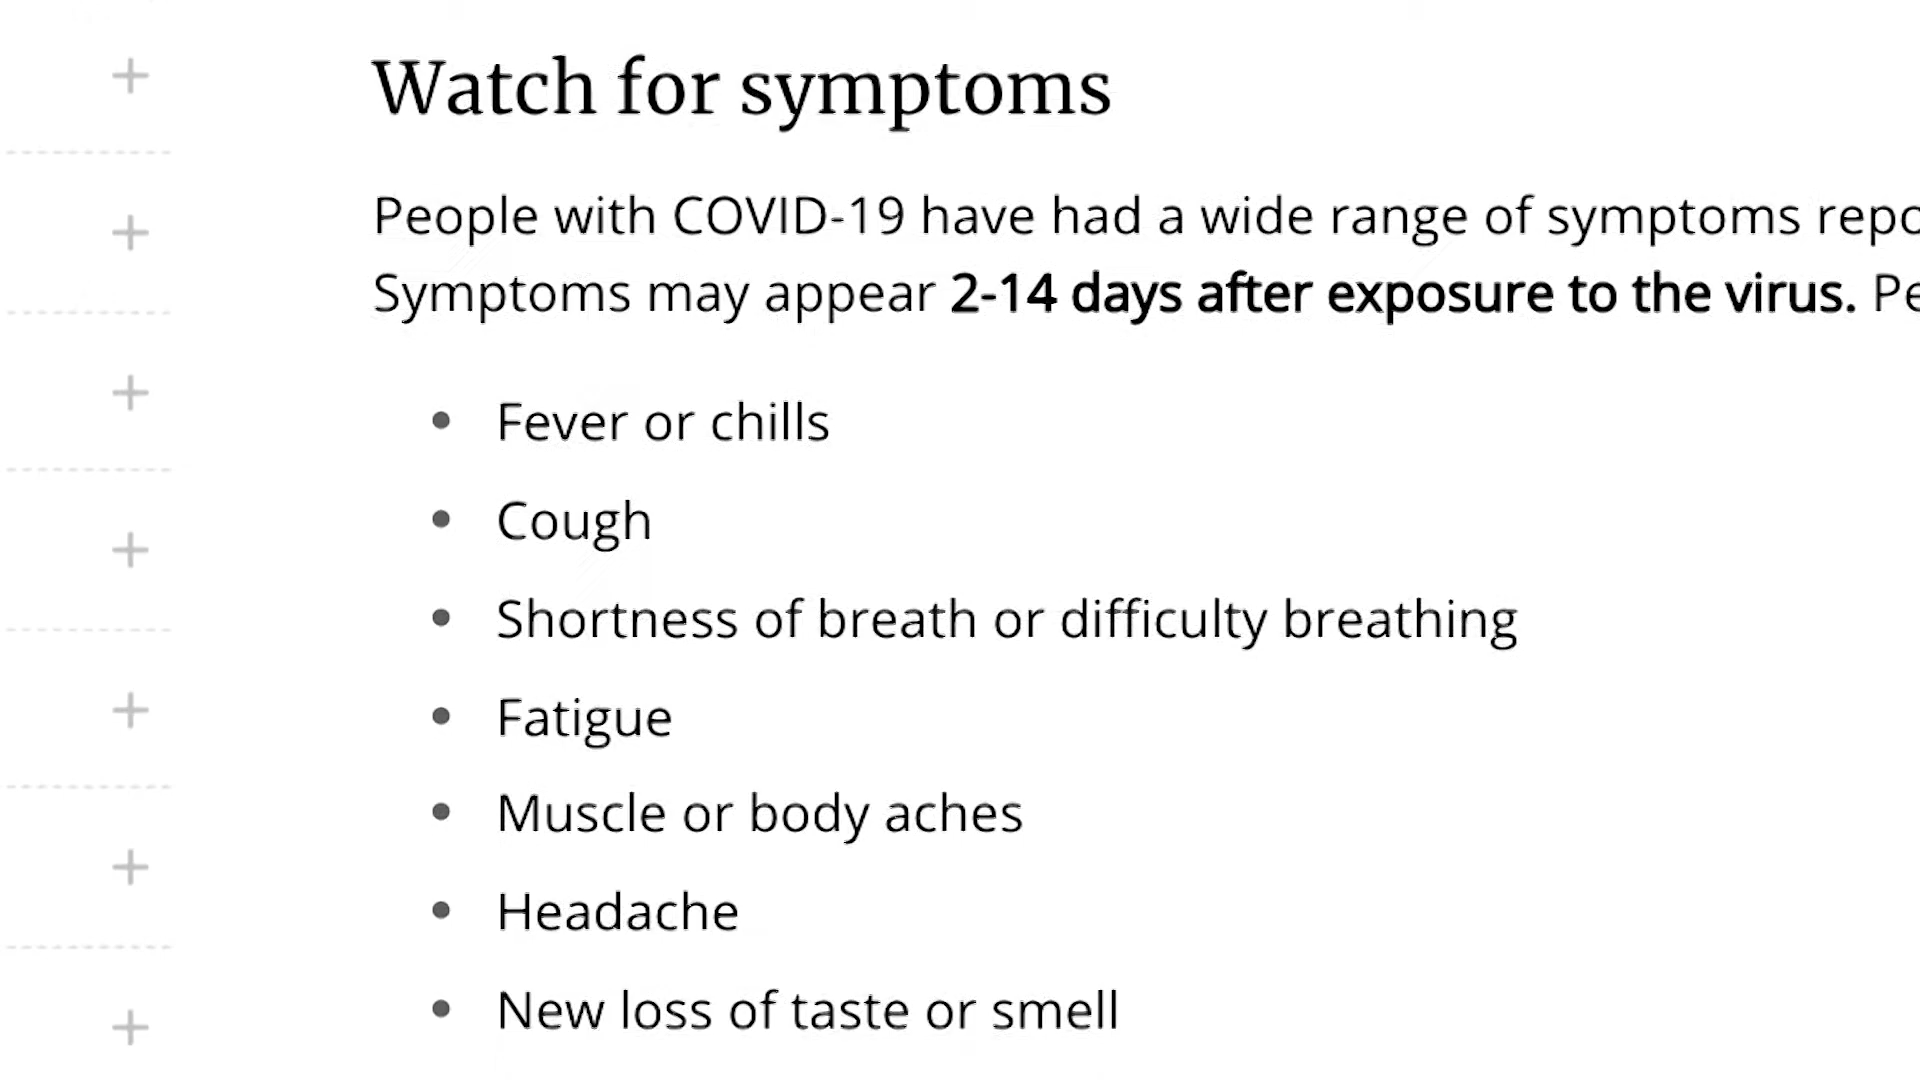 Watch for symptoms
People with COVID-19 have had a wide range of symptoms
Symptoms may appear 2-14 days after exposure to the virus.
Fever or chills
Cough
Shortness of breath or difficulty breathing
Fatigue
Muscle or body aches
Headache
New loss of taste or smell